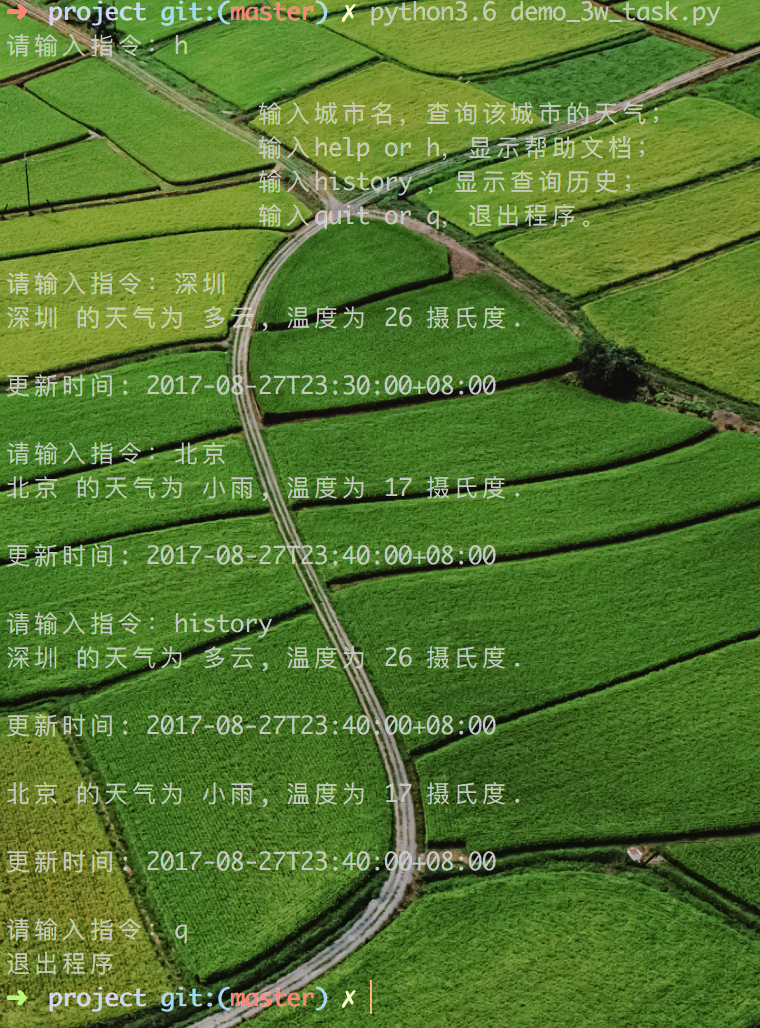 ➜ project git:(master) ✗ python3.6 demo_3w_task.py
请输入指令: h
输入城市名, 查询该城市的天气;
输入help or h, 显示帮助文档;
输入history , 显示查询历史;
输入quit or q, 退出程序。
请输入指令: 深圳
深圳 的天气为 多云, 温度为 26 摄氏度.
更新时间: 2017-08-27T23:30:00+08:00
请输入指令: 北京
北京 的天气为 小雨, 温度为 17 摄氏度.
更新时间: 2017-08-27T23:40:00+08:00
请输入指令: history
深圳 的天气为 多云, 温度为 26 摄氏度.
更新时间: 2017-08-27T23:40:00+08:00
北京 的天气为 小雨, 温度为 17 摄氏度.
更新时间: 2017-08-27T23:40:00+08:00
请输入指令: q
退出程序
➜ project git:(master) ✗